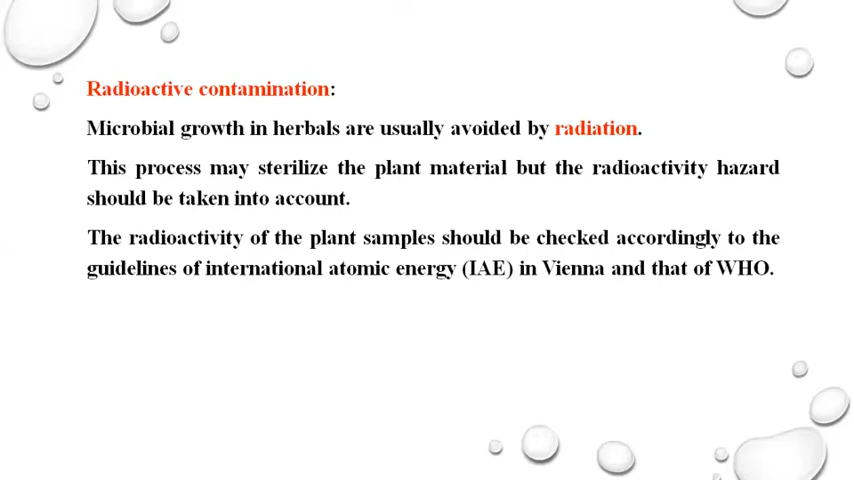 Radioactive contamination:
Microbial growth in herbals are usually avoided by radiation.
This process may sterilize the plant material but the radioactivity hazard
should be taken into account.
The radioactivity of the plant samples should be checked accordingly to the
guidelines of international atomic energy (IAE) in Vienna and that of WHO.